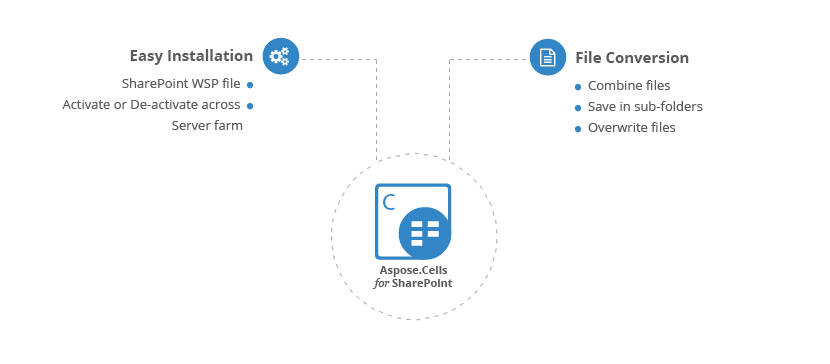 Easy Installation
SharePoint WSP file
Activate or De-activate across
Server farm
File Conversion
Combine files
Save in sub-folders
Overwrite files
C
Aspose.Cells
for SharePoint